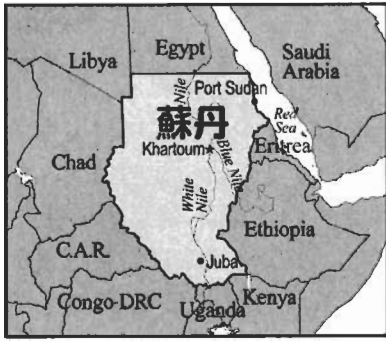 Egypt
Libya
Saudi
Arabia
Nile
Port Sudan
蘇丹
Red
Sea
Khartoum
Eritrea
Chad
Blue Nile
White
Nile
Ethiopia
C.A.R.
Juba
Congo-DRC
Uganda
Kenya